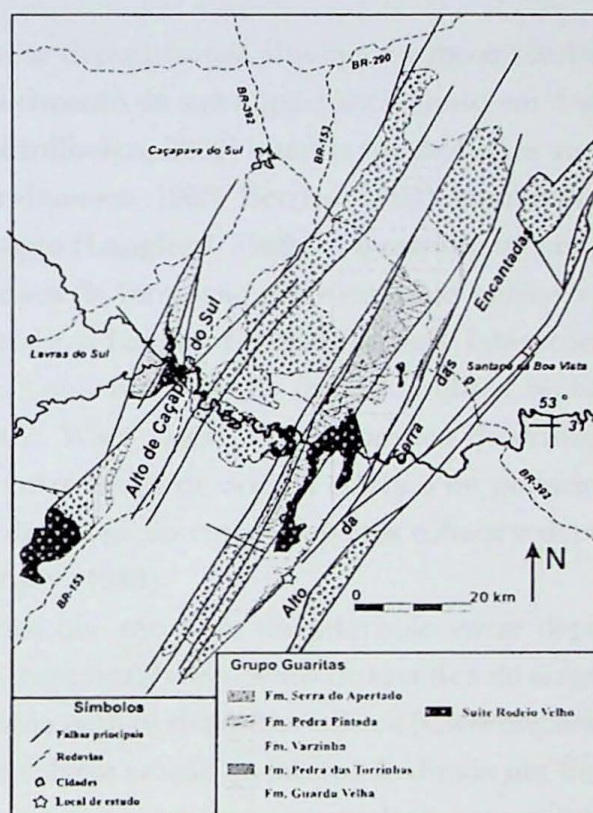 BR-290
BR-392
BR-153
Caçapava do Sul
Encantadas
Alto de Caçapava do Sul
Lavras do Sul
das
Santana da Boa Vista
53°
31
Serra
BR-392
da
N
BR-153
Alto
0 20 km
Símbolos
Falhas principais
Rodovias
Cidades
Local de estudo
Grupo Guaritas
Fm. Serra do Apertado
Fm. Pedra Pintada
Fm. Varzinha
Fm. Pedra das Torrinhas
Fm. Guarda Velha
Suíte Rodeio Velho